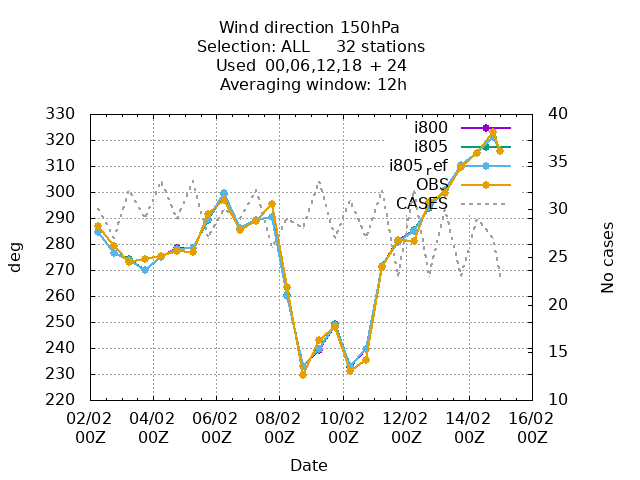 Wind direction 150hPa
Selection: ALL 32 stations
Used 00,06,12,18 + 24
Averaging window: 12h
330
320
310
300
290
280
270
260
250
240
230
220
40
35
30
25
20
15
10
i800
i805
i805_ref
OBS
CASES
deg
No cases
02/02 04/02 06/02 08/02 10/02 12/02 14/02 16/02
00Z 00Z 00Z 00Z 00Z 00Z 00Z 00Z
Date